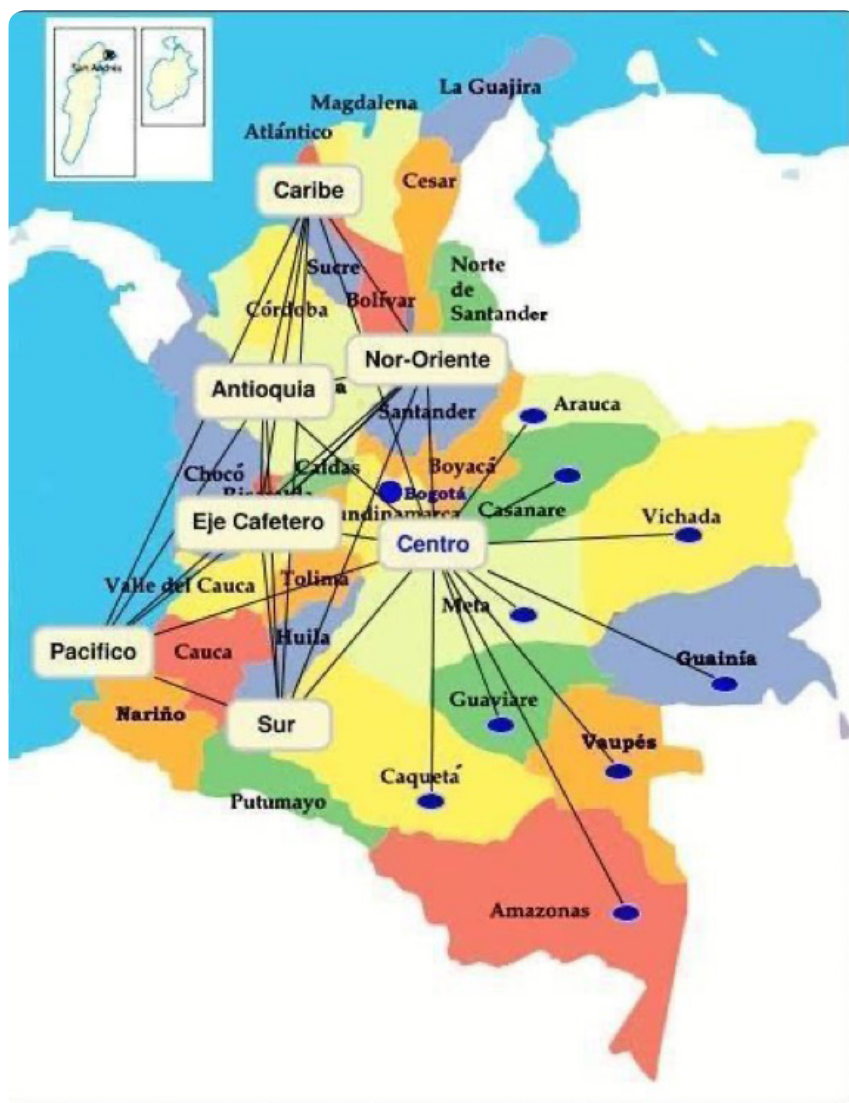 San Andrés
La Guajira
Magdalena
Atlántico
Caribe
Cesar
Sucre
Norte
de
Santander
Bolívar
Córdoba
Nor-Oriente
Antioquia
a
Santander
Arauca
Caldas
Boyacá
Chocó
Bogotá
Casanare
Vichada
Eje Cafetero
undinamarca
Centro
Valle del Cauca
Tolima
Meta
Huila
Pacifico
Cauca
Guainía
Guaviare
Nariño
Sur
Vaupés
Caquetá
Putumayo
Amazonas